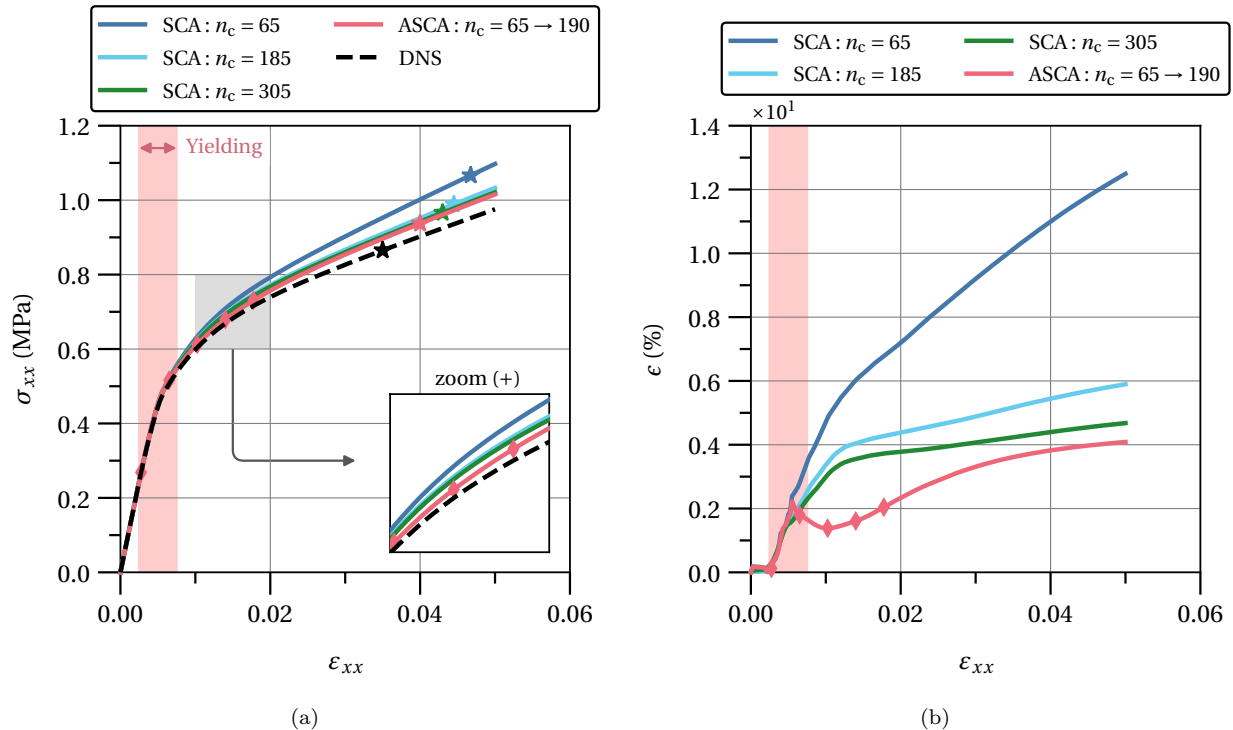 SCA : n_c = 65
SCA : n_c = 185
SCA : n_c = 305
ASCA : n_c = 65 → 190
DNS
1.2
1.0
0.8
0.6
0.4
0.2
0.0
σ_xx (MPa)
Yielding
zoom (+)
0.00
0.02
0.04
0.06
ε_xx
(a)
SCA : n_c = 65
SCA : n_c = 185
SCA : n_c = 305
ASCA : n_c = 65 → 190
×10¹
1.4
1.2
1.0
0.8
0.6
0.4
0.2
0.0
ϵ (%)
0.00
0.02
0.04
0.06
ε_xx
(b)